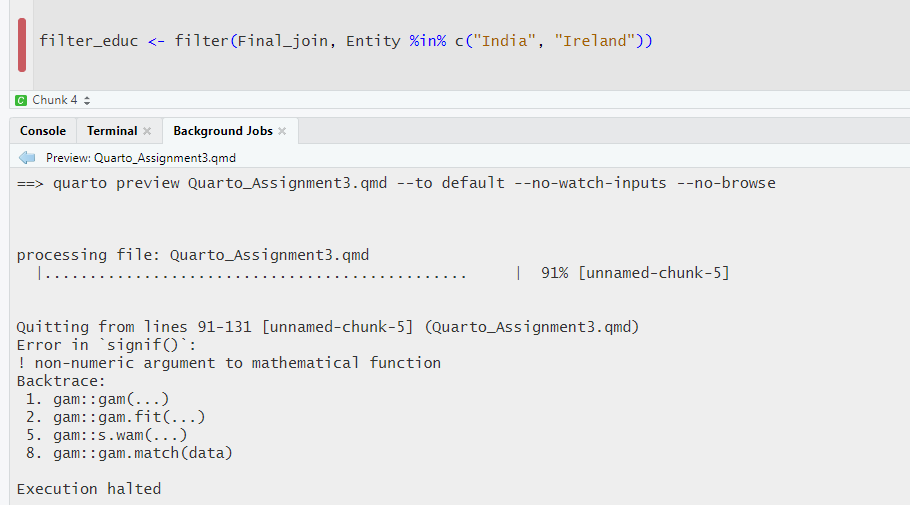 filter_educ <- filter(Final_join, Entity %in% c("India", "Ireland"))
C Chunk 4
Console Terminal × Background Jobs ×
Preview: Quarto_Assignment3.qmd
==> quarto preview Quarto_Assignment3.qmd --to default --no-watch-inputs --no-browse
processing file: Quarto_Assignment3.qmd
|............................................... | 91% [unnamed-chunk-5]
Quitting from lines 91-131 [unnamed-chunk-5] (Quarto_Assignment3.qmd)
Error in `signif()`:
! non-numeric argument to mathematical function
Backtrace:
1. gam::gam(...)
2. gam::gam.fit(...)
5. gam::s.wam(...)
8. gam::gam.match(data)
Execution halted